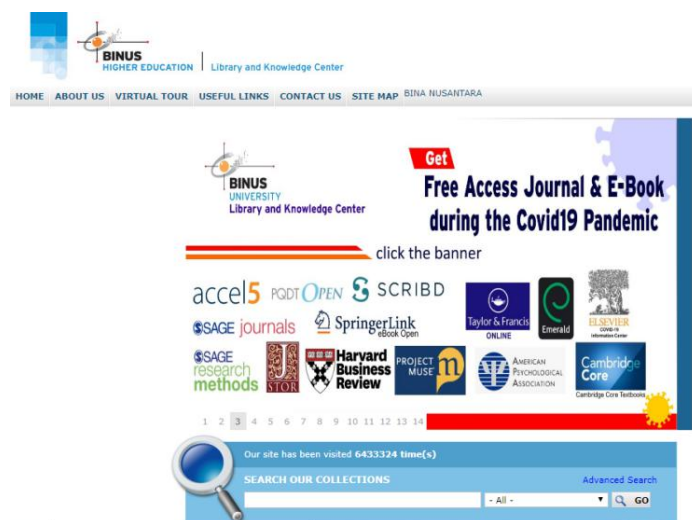 BINUS
HIGHER EDUCATION
Library and Knowledge Center
HOME ABOUT US VIRTUAL TOUR USEFUL LINKS CONTACT US SITE MAP BINA NUSANTARA
BINUS
UNIVERSITY
Library and Knowledge Center
Get
Free Access Journal & E-Book
during the Covid19 Pandemic
click the banner
accel5 PQDT OPEN SCRIBD
Taylor & Francis
ONLINE
Emerald
ELSEVIER
COVID-19
Information Center
SAGE journals
SpringerLink
eBook Open
SAGE
research
methods
JSTOR
Harvard
Business
Review
PROJECT
MUSE
m
AMERICAN
PSYCHOLOGICAL
ASSOCIATION
Cambridge
Core
Cambridge Core Textbooks
1 2 3 4 5 6 7 8 9 10 11 12 13 14
Our site has been visited 6433324 time(s)
SEARCH OUR COLLECTIONS
Advanced Search
- All -
GO